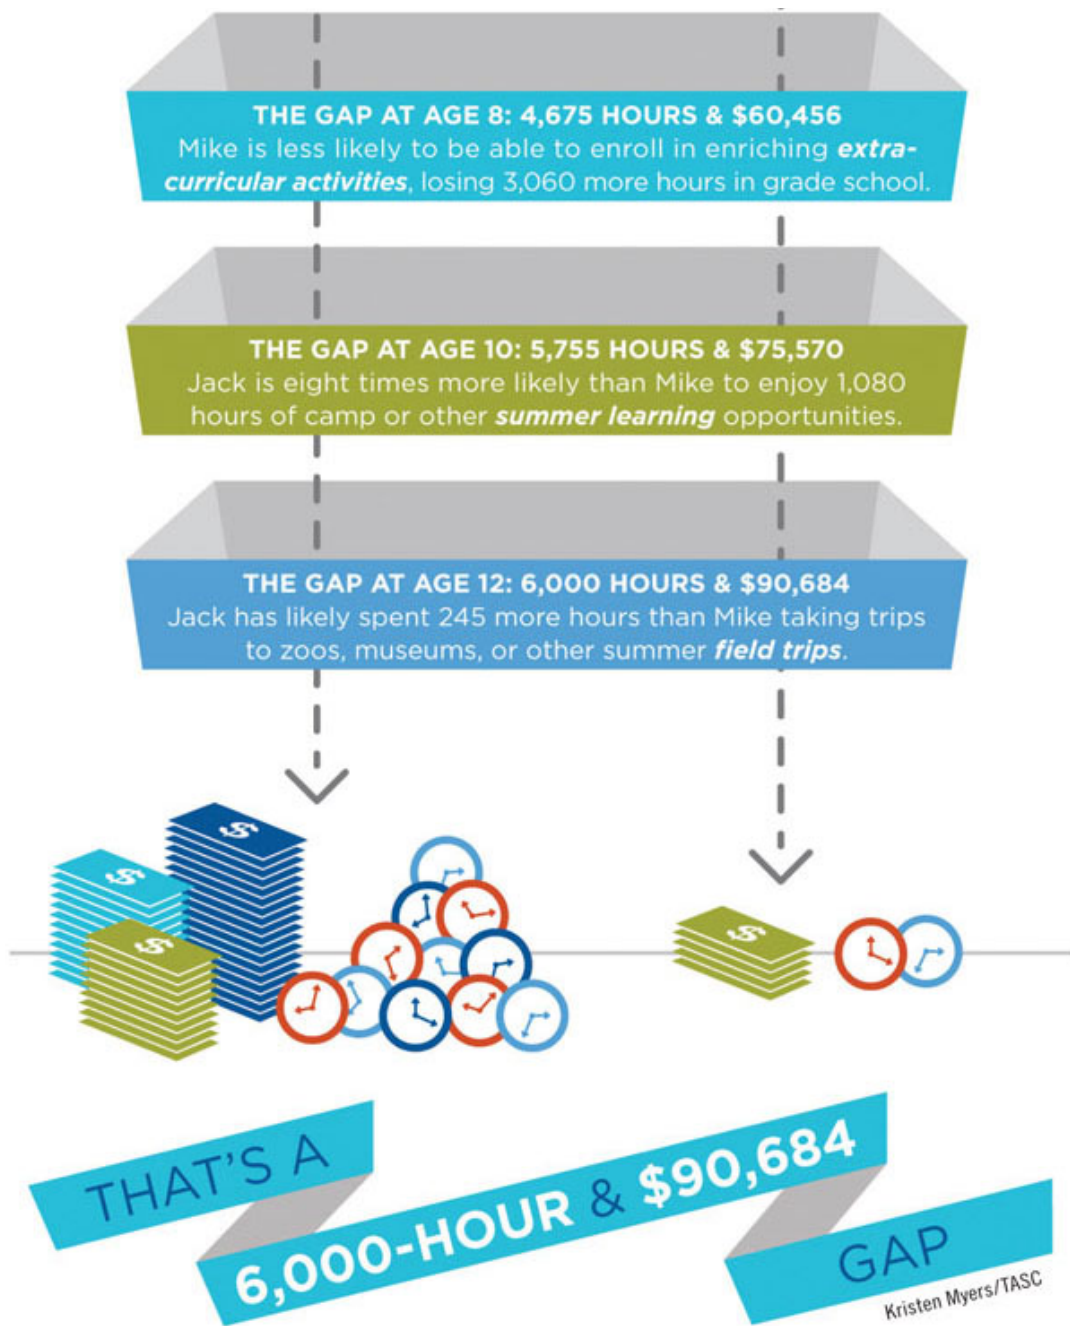 THE GAP AT AGE 8: 4,675 HOURS & $60,456
Mike is less likely to be able to enroll in enriching extra-
curricular activities, losing 3,060 more hours in grade school.
THE GAP AT AGE 10: 5,755 HOURS & $75,570
Jack is eight times more likely than Mike to enjoy 1,080
hours of camp or other summer learning opportunities.
THE GAP AT AGE 12: 6,000 HOURS & $90,684
Jack has likely spent 245 more hours than Mike taking trips
to zoos, museums, or other summer field trips.
$
$
$
$
THAT'S A
6,000-HOUR & $90,684
GAP
Kristen Myers/TASC